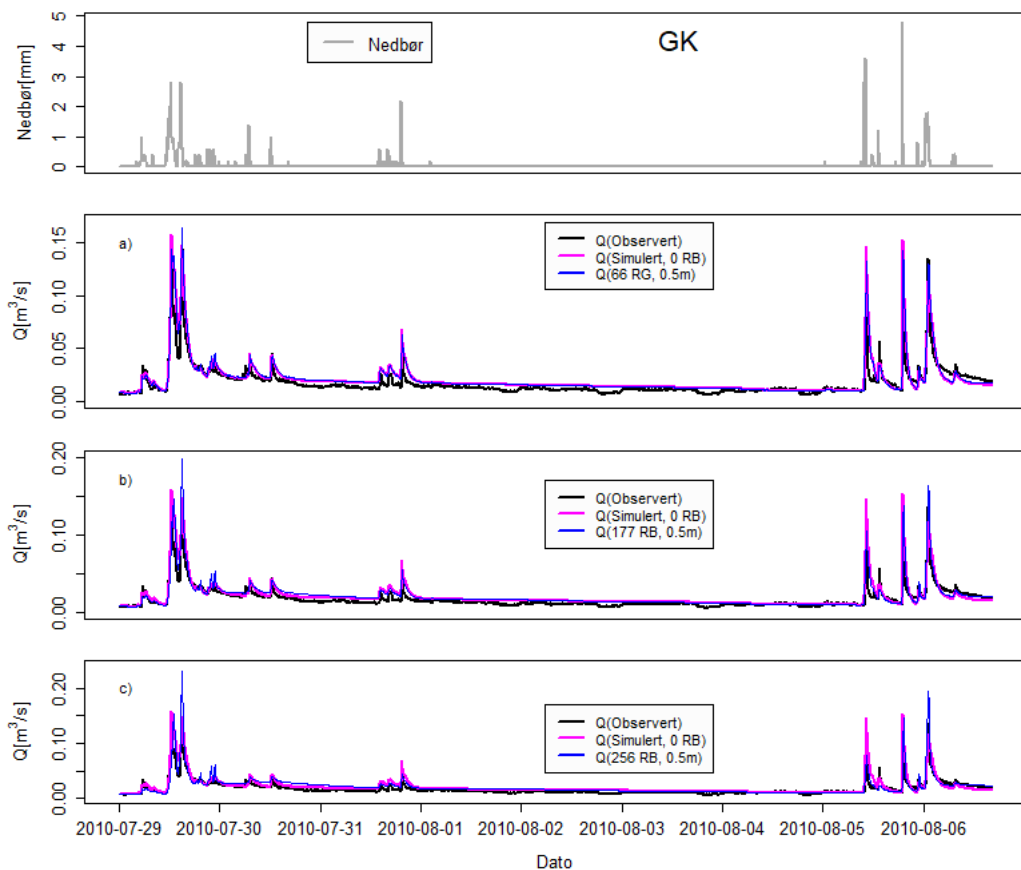 GK
Nedbør
Nedbør[mm]
5
4
3
2
1
0
a)
Q(Observert)
Q(Simulert, 0 RB)
Q(66 RG, 0.5m)
Q[m³/s]
0.15
0.10
0.05
0.00
b)
Q(Observert)
Q(Simulert, 0 RB)
Q(177 RB, 0.5m)
Q[m³/s]
0.20
0.10
0.00
c)
Q(Observert)
Q(Simulert, 0 RB)
Q(256 RB, 0.5m)
Q[m³/s]
0.20
0.10
0.00
2010-07-29 2010-07-30 2010-07-31 2010-08-01 2010-08-02 2010-08-03 2010-08-04 2010-08-05 2010-08-06
Dato